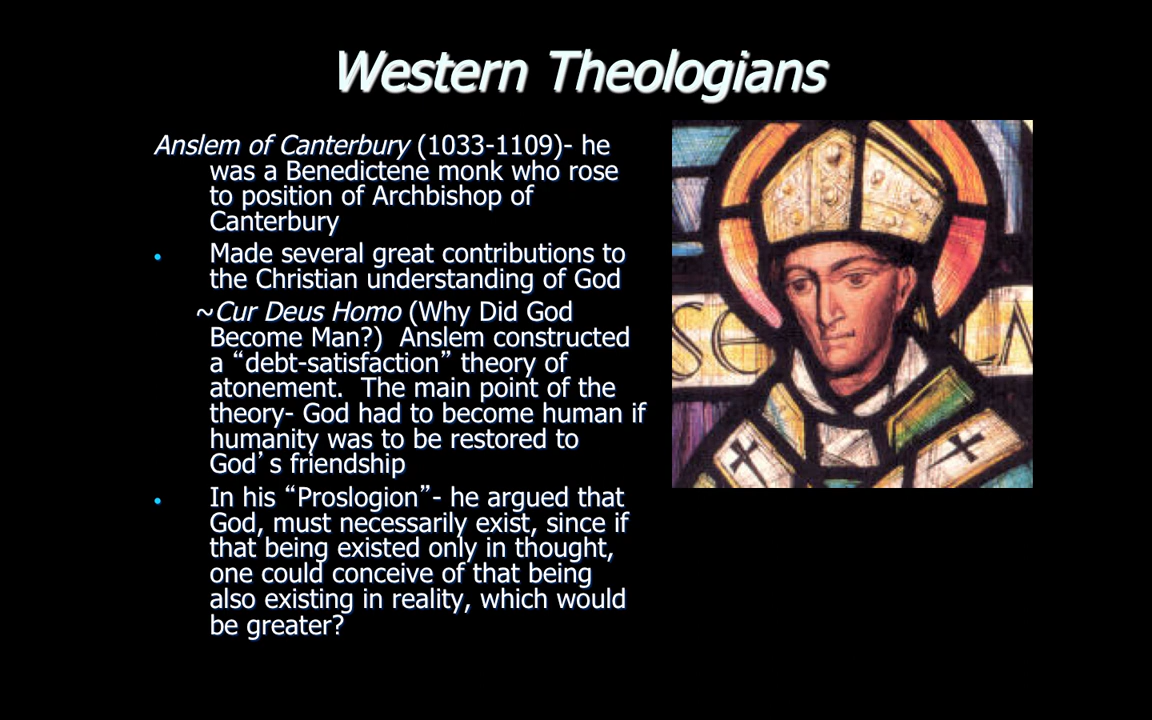 Western Theologians
Anslem of Canterbury (1033-1109)- he
was a Benedictene monk who rose
to position of Archbishop of
Canterbury
• Made several great contributions to
the Christian understanding of God
~Cur Deus Homo (Why Did God
Become Man?) Anslem constructed
a “debt-satisfaction” theory of
atonement. The main point of the
theory- God had to become human if
humanity was to be restored to
God’s friendship
• In his “Proslogion”- he argued that
God, must necessarily exist, since if
that being existed only in thought,
one could conceive of that being
also existing in reality, which would
be greater?